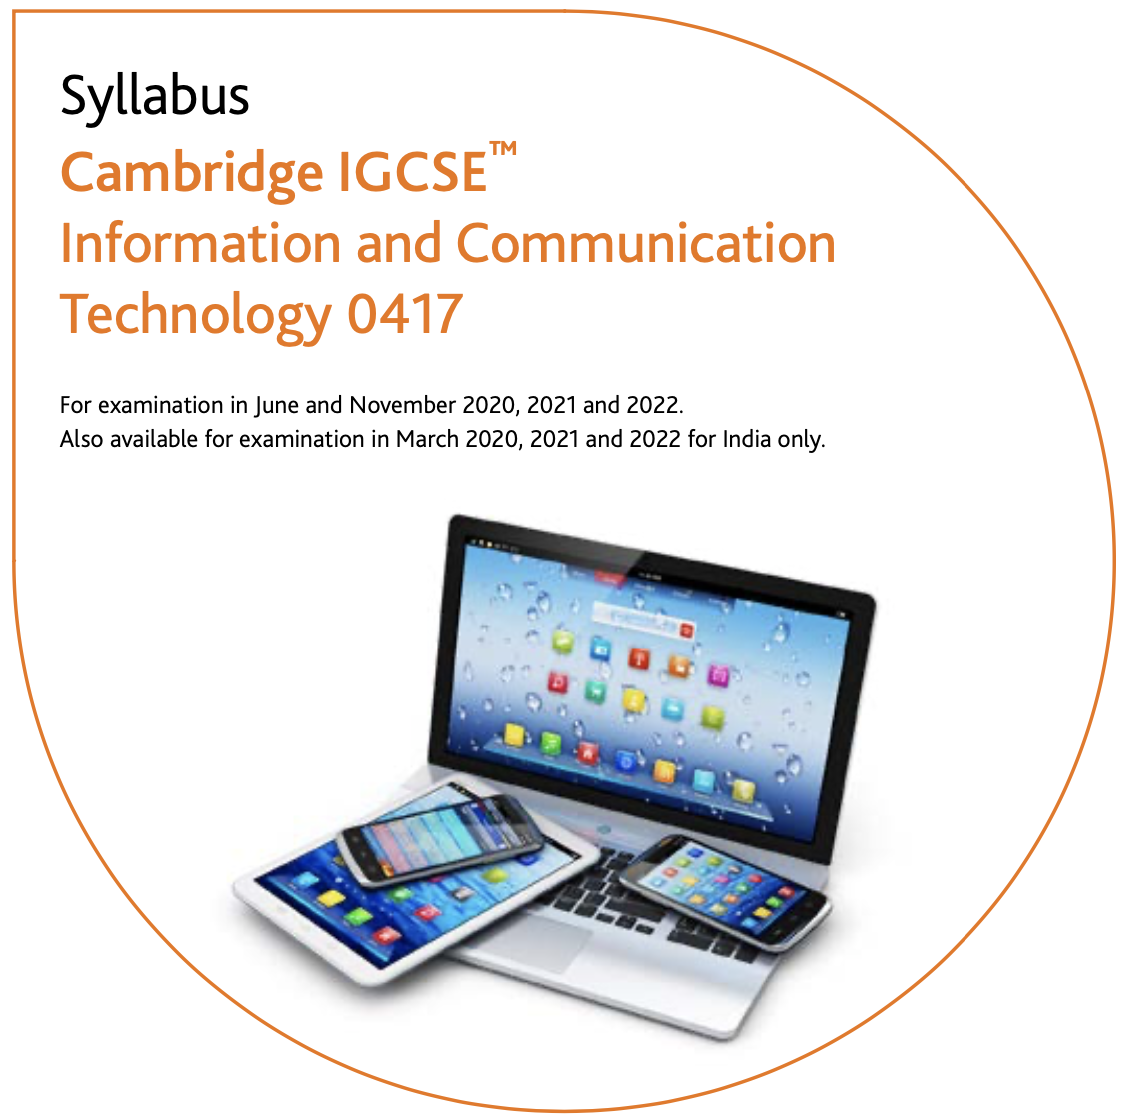 Syllabus
Cambridge IGCSE™
Information and Communication
Technology 0417
For examination in June and November 2020, 2021 and 2022.
Also available for examination in March 2020, 2021 and 2022 for India only.